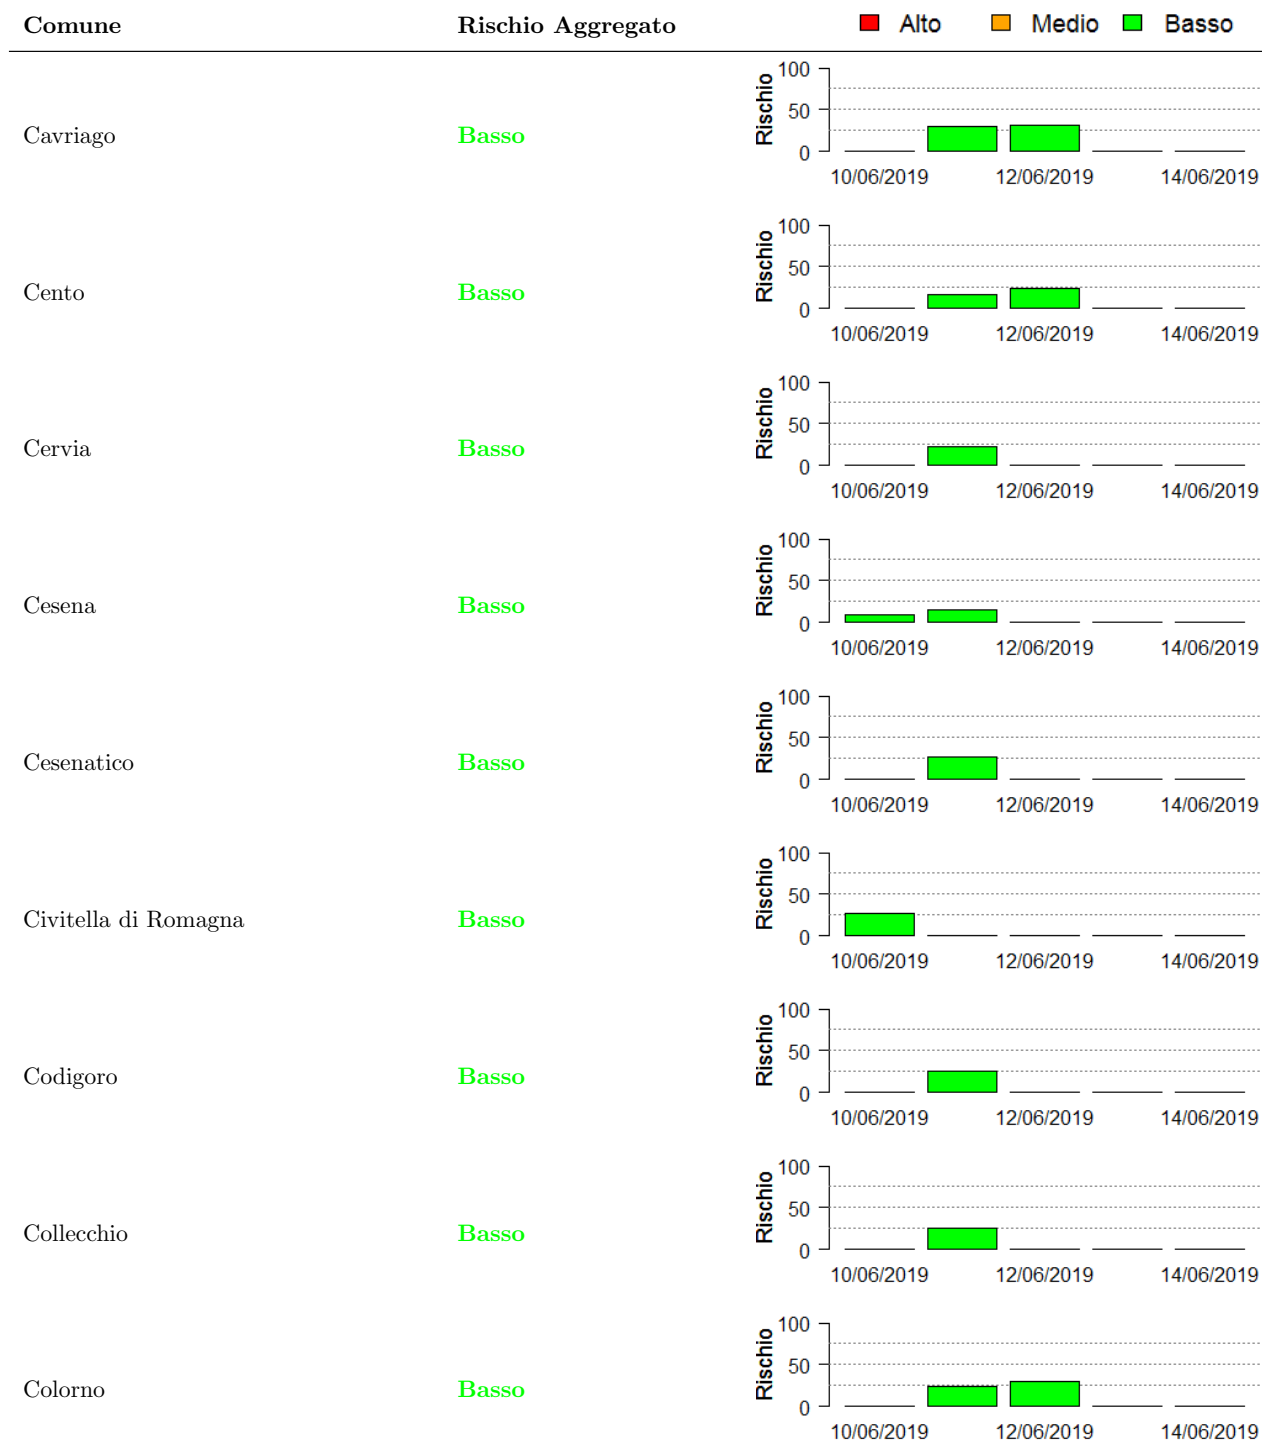 Comune Rischio Aggregato Alto Medio Basso
Cavriago Basso Rischio 100 50 0
10/06/2019 12/06/2019 14/06/2019
Cento Basso Rischio 100 50 0
10/06/2019 12/06/2019 14/06/2019
Cervia Basso Rischio 100 50 0
10/06/2019 12/06/2019 14/06/2019
Cesena Basso Rischio 100 50 0
10/06/2019 12/06/2019 14/06/2019
Cesenatico Basso Rischio 100 50 0
10/06/2019 12/06/2019 14/06/2019
Civitella di Romagna Basso Rischio 100 50 0
10/06/2019 12/06/2019 14/06/2019
Codigoro Basso Rischio 100 50 0
10/06/2019 12/06/2019 14/06/2019
Collecchio Basso Rischio 100 50 0
10/06/2019 12/06/2019 14/06/2019
Colorno Basso Rischio 100 50 0
10/06/2019 12/06/2019 14/06/2019